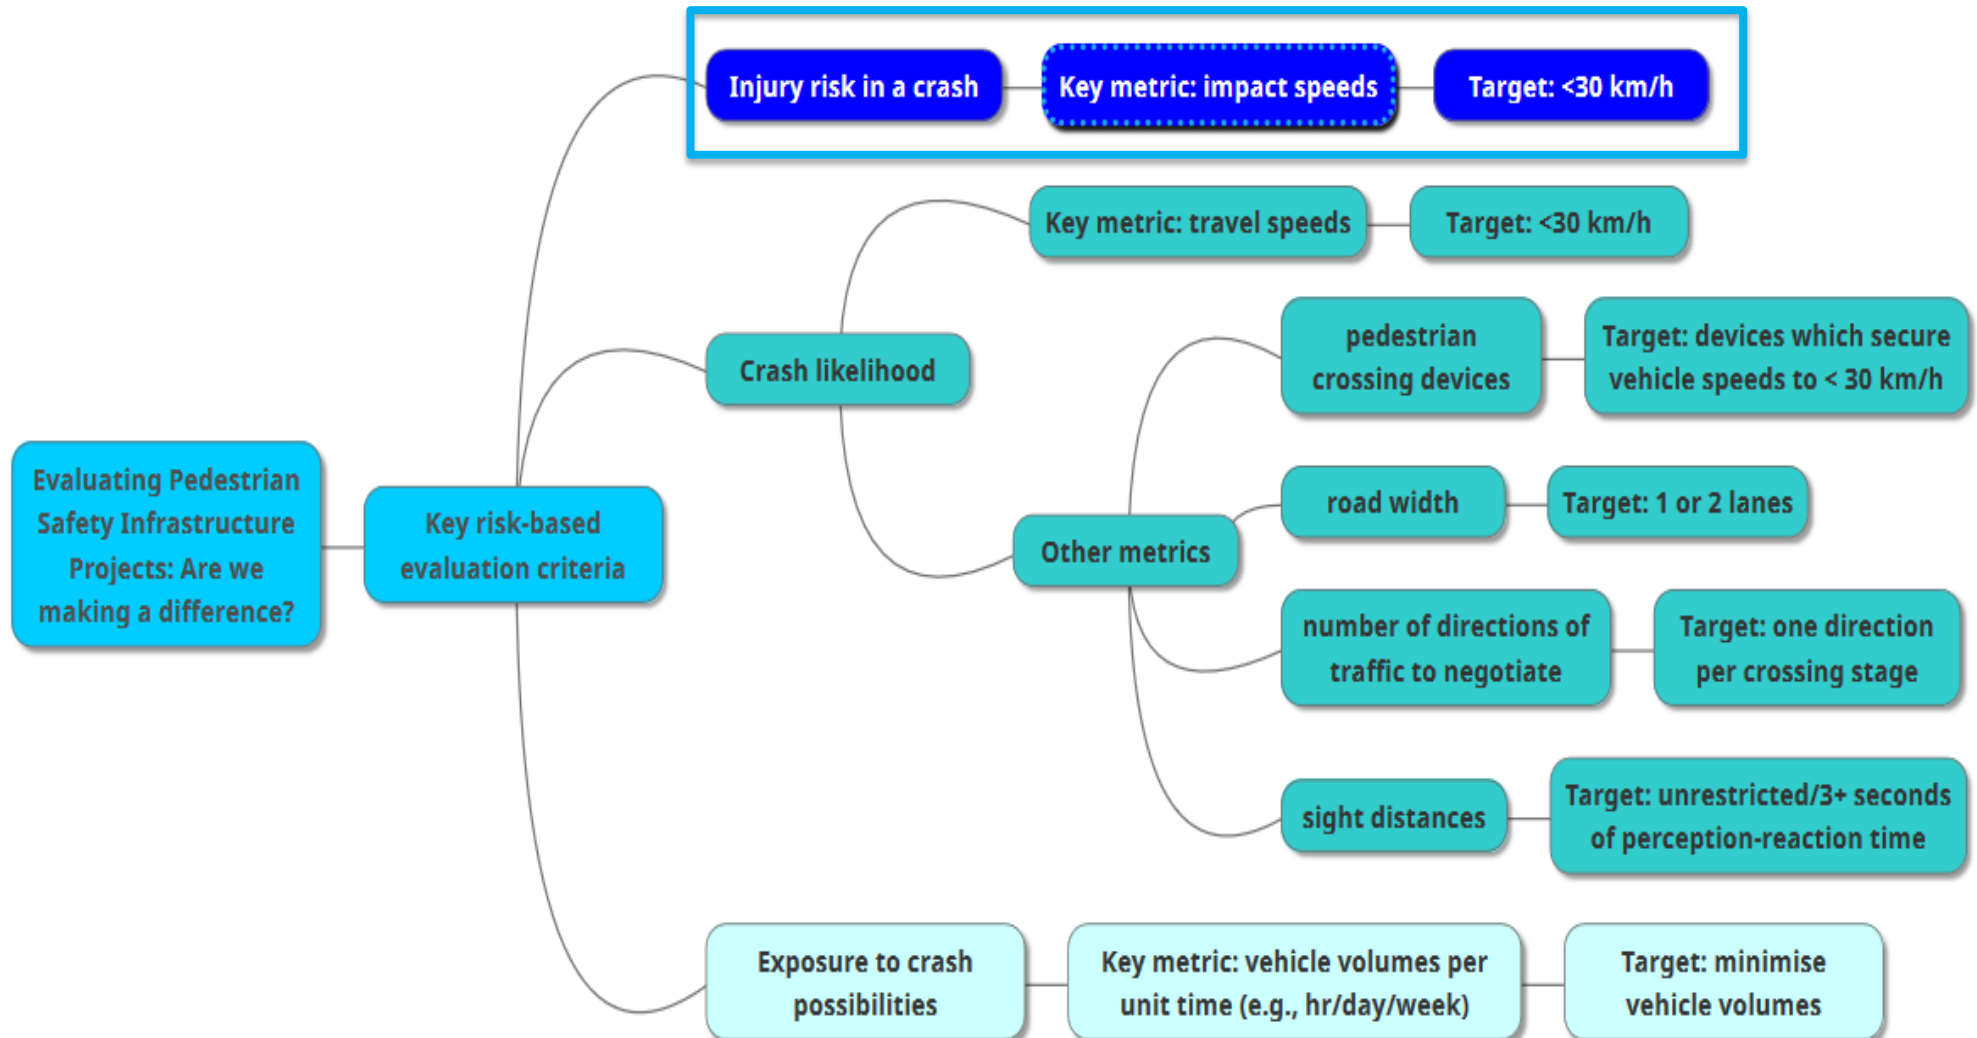 Evaluating Pedestrian
Safety Infrastructure
Projects: Are we
making a difference?
Key risk-based
evaluation criteria
Injury risk in a crash
Key metric: impact speeds
Target: <30 km/h
Crash likelihood
Key metric: travel speeds
Target: <30 km/h
Other metrics
pedestrian
crossing devices
Target: devices which secure
vehicle speeds to < 30 km/h
road width
Target: 1 or 2 lanes
number of directions of
traffic to negotiate
Target: one direction
per crossing stage
sight distances
Target: unrestricted/3+ seconds
of perception-reaction time
Exposure to crash
possibilities
Key metric: vehicle volumes per
unit time (e.g., hr/day/week)
Target: minimise
vehicle volumes